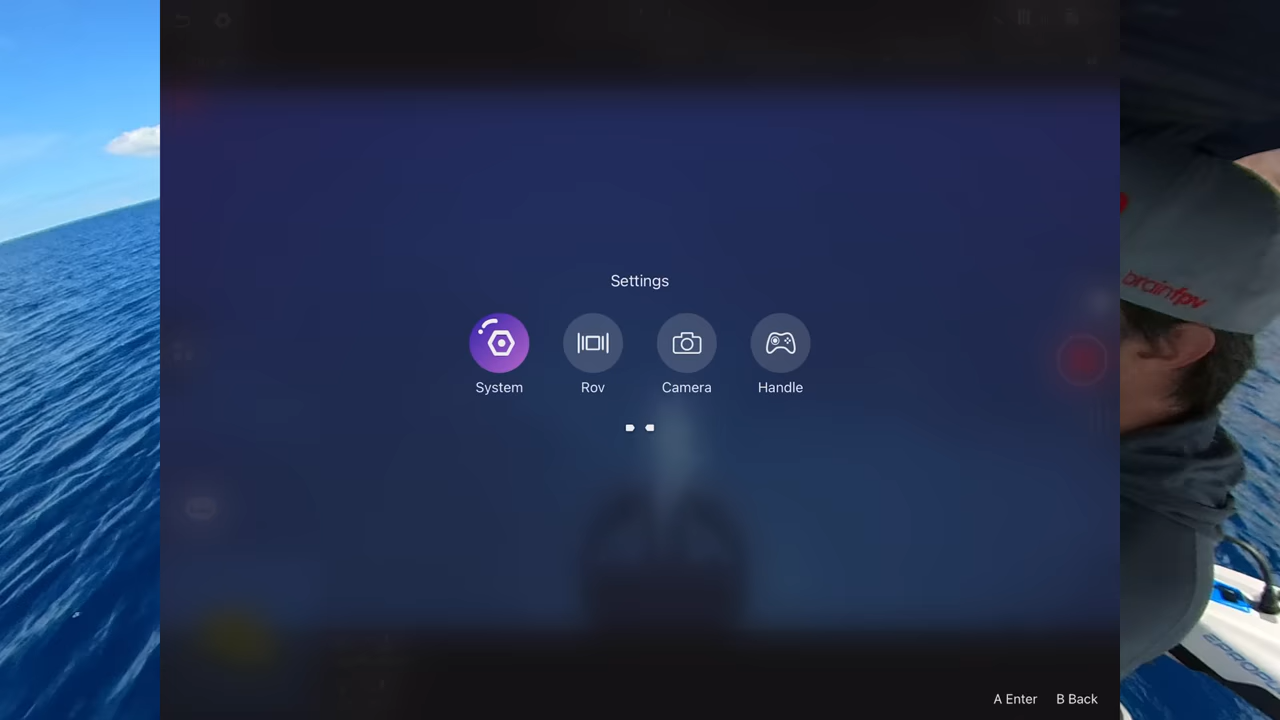 Settings
System
Rov
Camera
Handle
A Enter
B Back
brainfpv